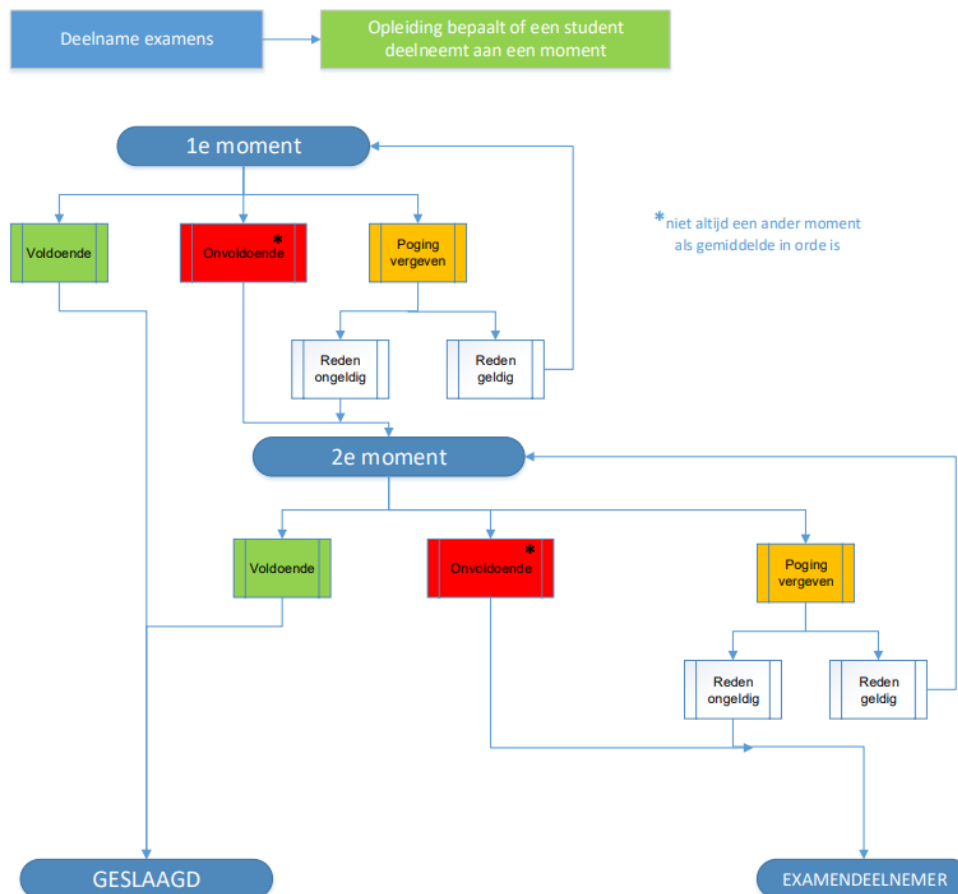 Deelname examens
Opleiding bepaalt of een student
deelneemt aan een moment
1e moment
*niet altijd een ander moment
als gemiddelde in orde is
Voldoende
Onvoldoende *
Poging
vergeven
Reden
ongeldig
Reden
geldig
2e moment
Voldoende
Onvoldoende *
Poging
vergeven
Reden
ongeldig
Reden
geldig
GESLAAGD
EXAMENDEELNEMER